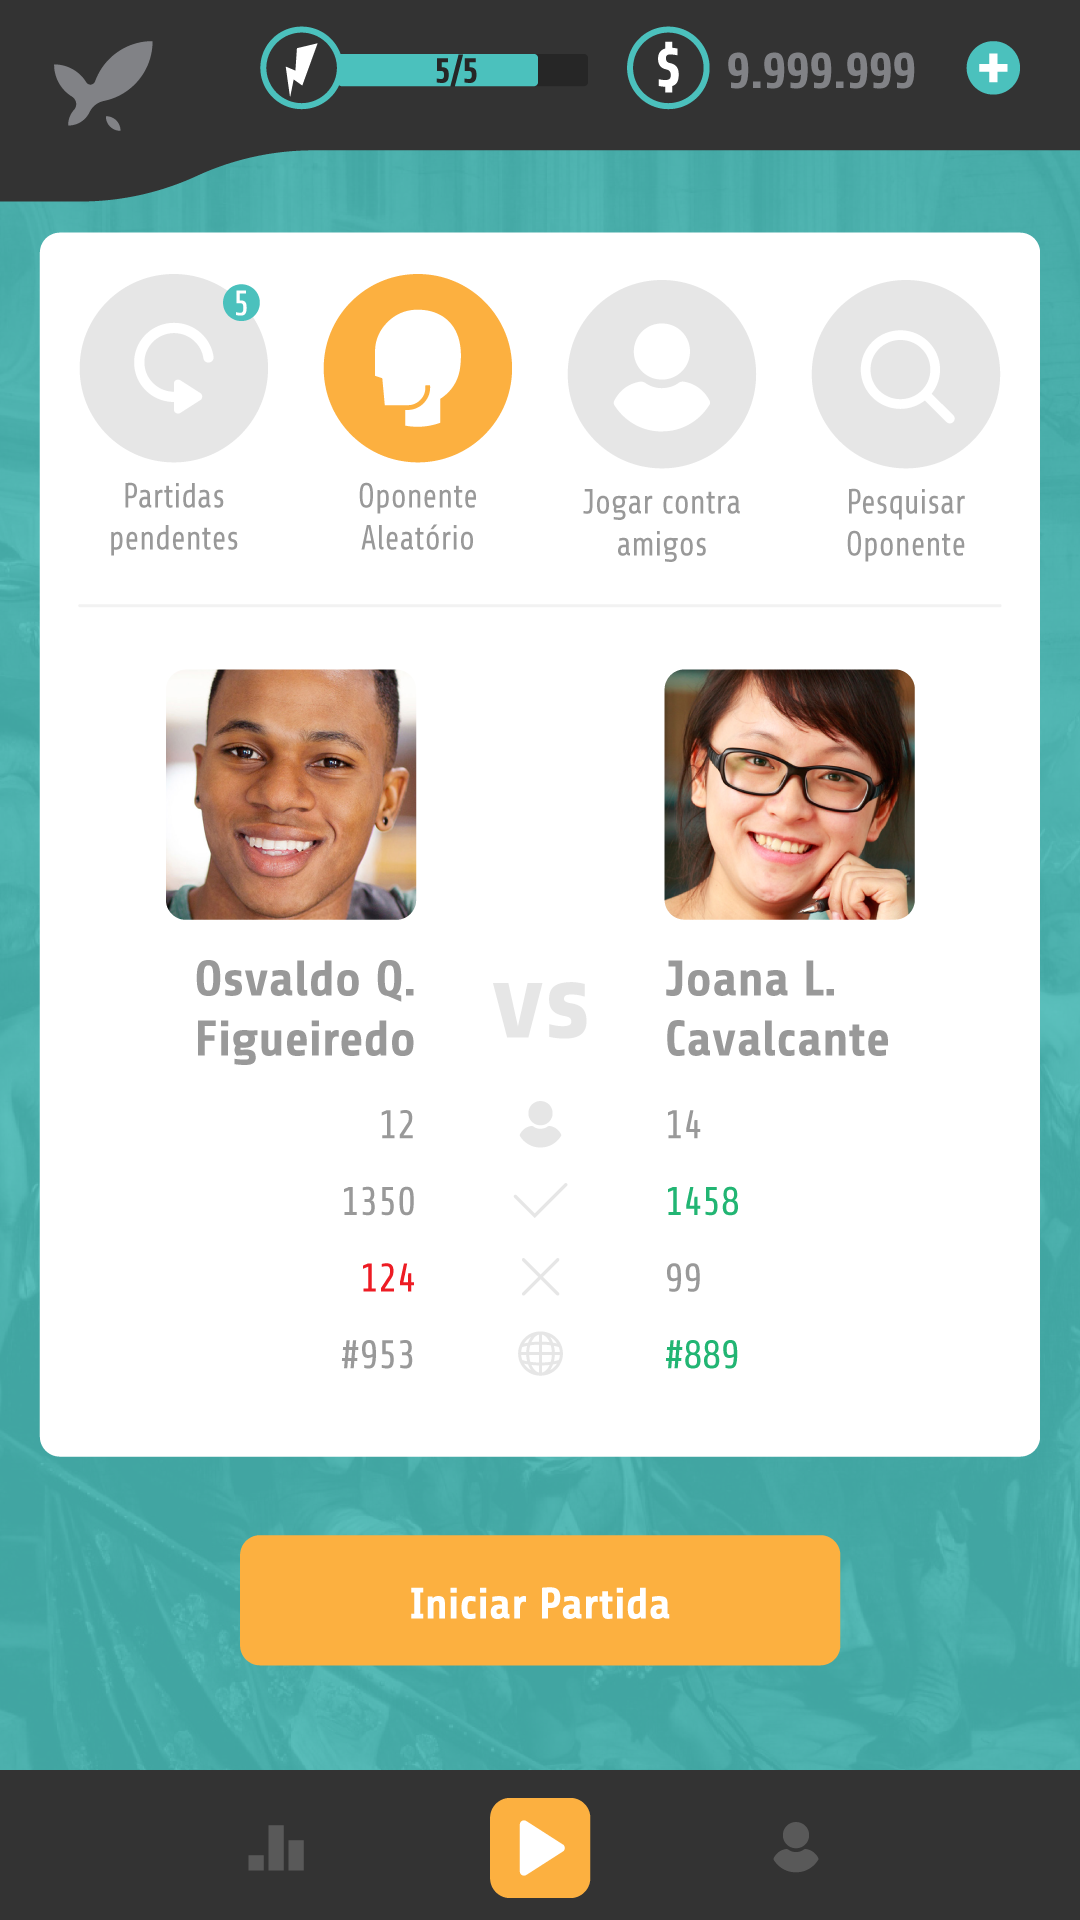 5/5
$
9.999.999
5
Partidas
pendentes
Oponente
Aleatório
Jogar contra
amigos
Pesquisar
Oponente
Osvaldo Q.
Figueiredo
vs
Joana L.
Cavalcante
12
14
1350
1458
124
99
#953
#889
Iniciar Partida